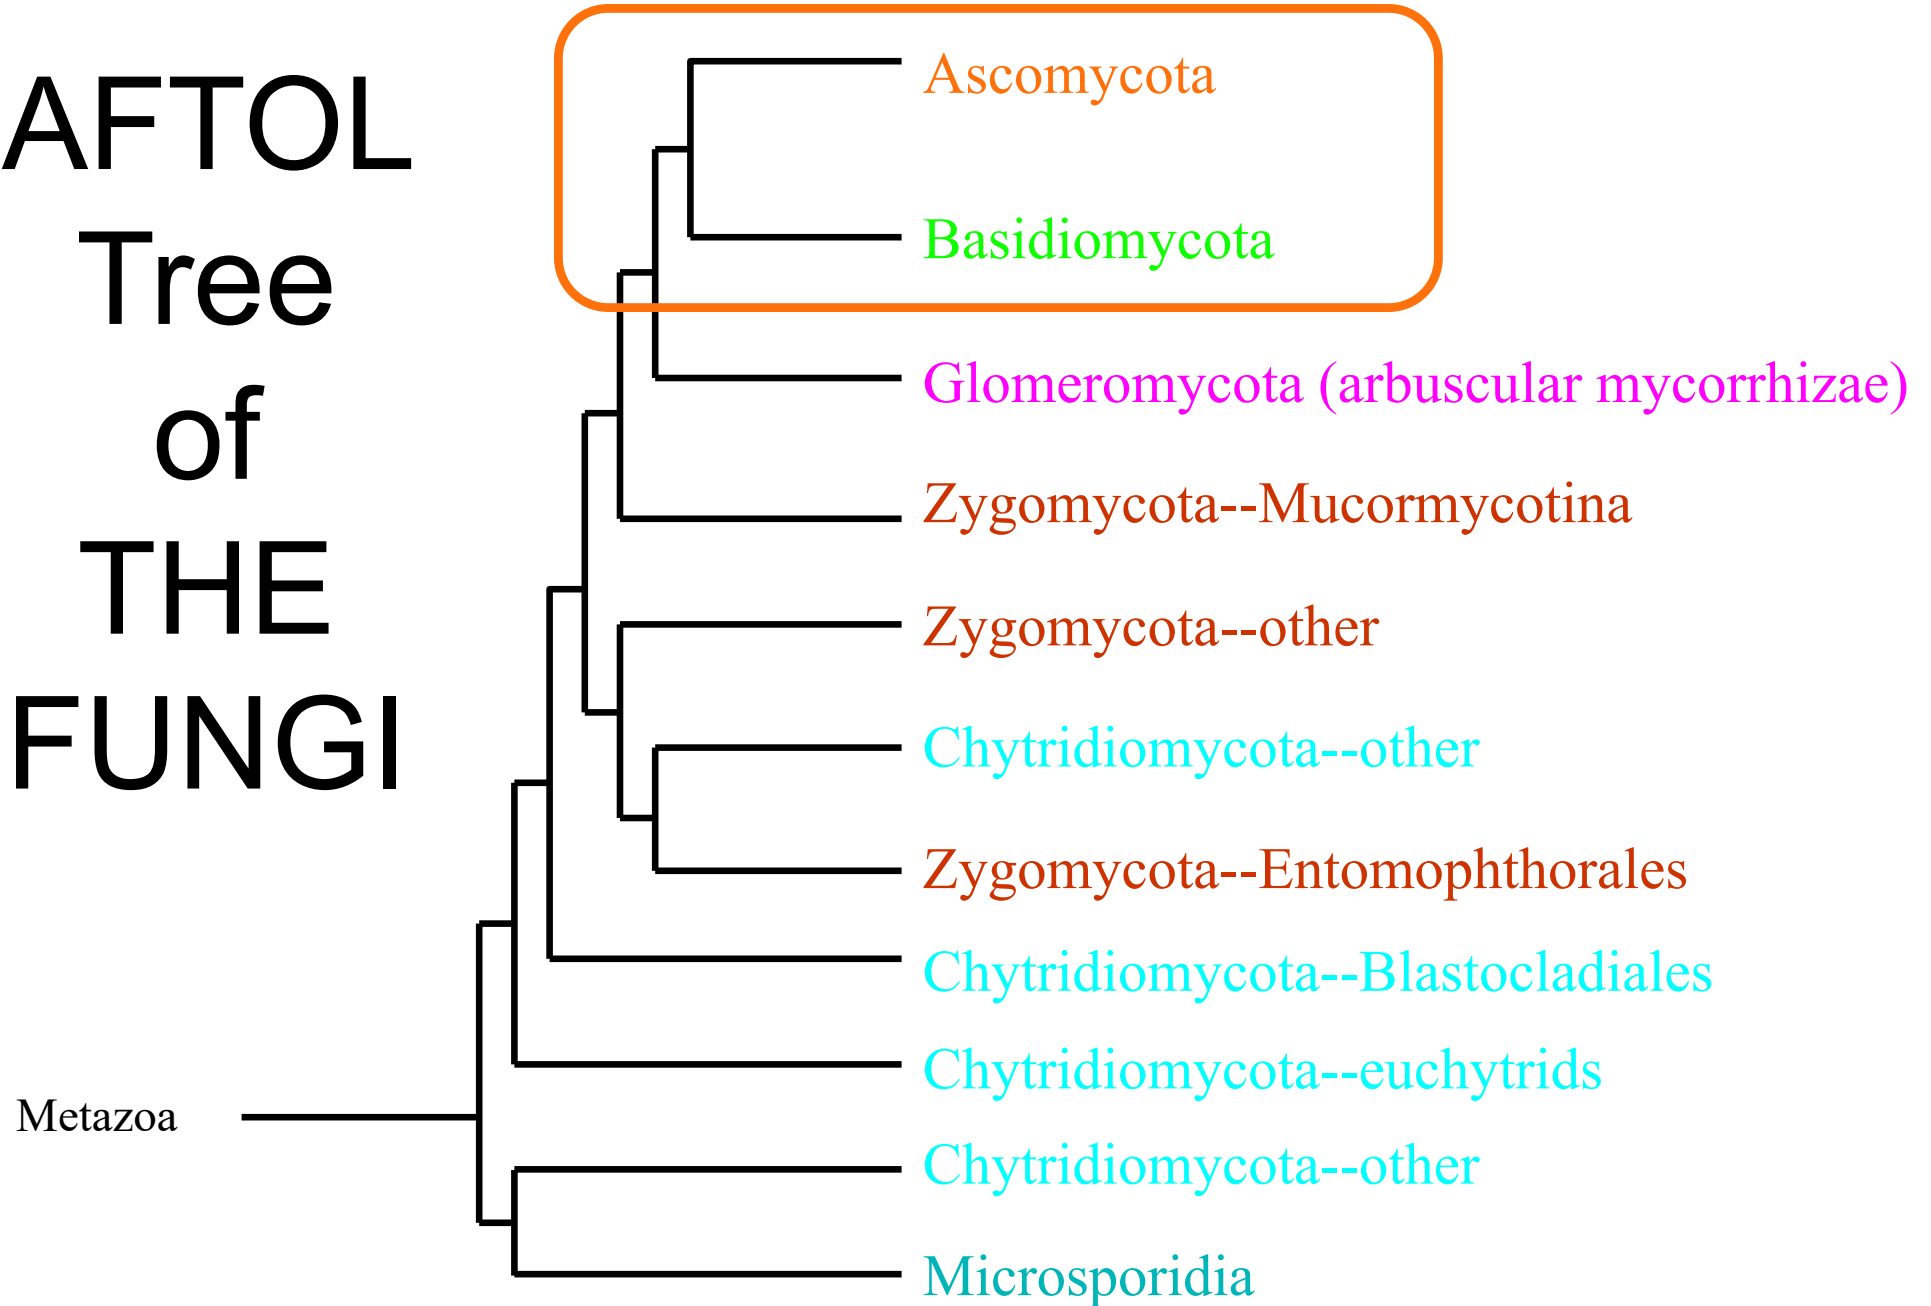 AFTOL
Tree
of
THE
FUNGI
Ascomycota
Basidiomycota
Glomeromycota (arbuscular mycorrhizae)
Zygomycota--Mucormycotina
Zygomycota--other
Chytridiomycota--other
Zygomycota--Entomophthorales
Chytridiomycota--Blastocladiales
Chytridiomycota--euchytrids
Metazoa
Chytridiomycota--other
Microsporidia